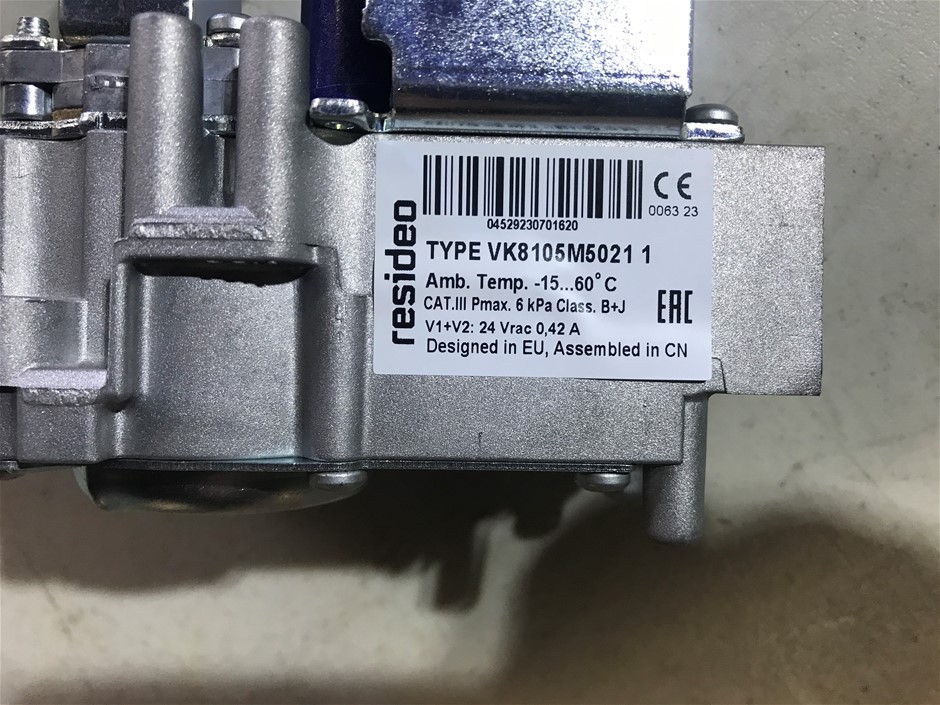 resideo
04529230701620
CE
0063 23
TYPE VK8105M5021 1
Amb. Temp. -15...60°C
CAT.III Pmax. 6 kPa Class. B+J
EAC
V1+V2: 24 Vrac 0,42 A
Designed in EU, Assembled in CN